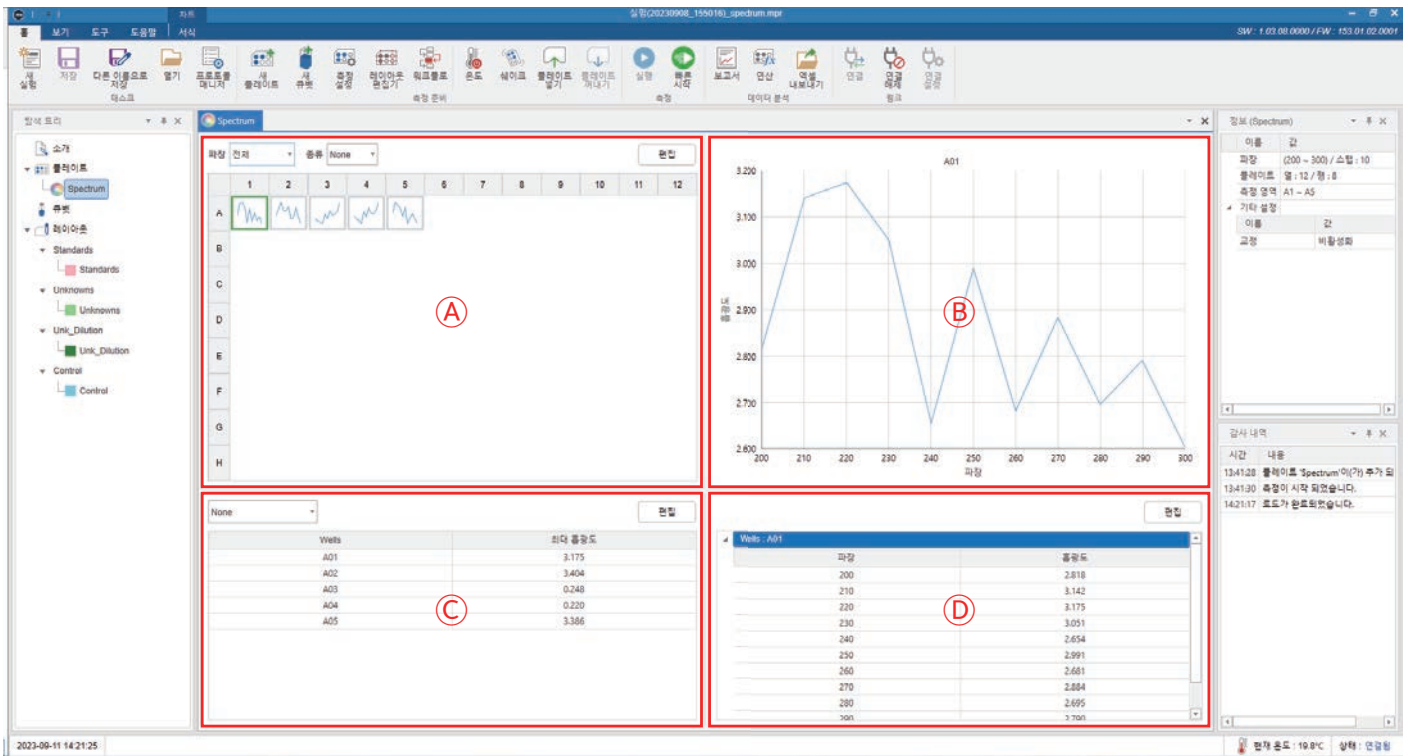 차트
실험(20230908_155016)_spedrum.mpr
홈 보기 도구 도움말 서식
SW : 1.03.08.0000 / FW : 153.01.02.0001
새 실험 저장 다른 이름으로 저장 열기 프로토콜 매니저 새 플레이트 새 큐벳 측정 설정 레이아웃 편집기 워크플로 온도 쉐이크 플레이트 넣기 플레이트 꺼내기 실행 빠른 시작 보고서 연산 엑셀 내보내기 연결 연결 해제 연결 설정
태스크 측정 준비 측정 데이터 분석 링크
탐색 트리
소개
플레이트
Spectrum
큐벳
레이아웃
Standards
Standards
Unknowns
Unknowns
Unk_Dilution
Unk_Dilution
Control
Control
Spectrum
파장 전체 종류 None 편집
1 2 3 4 5 6 7 8 9 10 11 12
A
B
C
D
E
F
G
H
Ⓐ
A01
3.200
3.100
3.000
2.900
2.800
2.700
2.600
흡광도
200 210 220 230 240 250 260 270 280 290 300
파장
Ⓑ
None 편집
Wells 최대 흡광도
A01 3.175
A02 3.404
A03 0.248
A04 0.220
A05 3.386
Ⓒ
편집
Wells : A01
파장 흡광도
200 2.818
210 3.142
220 3.175
230 3.051
240 2.654
250 2.991
260 2.681
270 2.884
280 2.695
290 2.790
Ⓓ
정보 (Spectrum)
이름 값
파장 (200 ~ 300) / 스텝 : 10
플레이트 열 : 12 / 행 : 8
측정 영역 A1 ~ A5
기타 설정
이름 값
교정 비활성화
감사 내역
시간 내용
13:41:28 플레이트 'Spectrum'이(가) 추가 되
13:41:30 측정이 시작 되었습니다.
14:21:17 로드가 완료되었습니다.
2023-09-11 14:21:25
현재 온도 : 19.8℃ 상태 : 연결됨